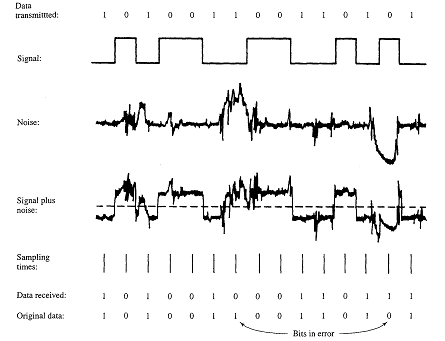 Data
transmittted: 1 0 1 0 0 1 1 0 0 1 1 0 1 0 1
Signal:
Noise:
Signal plus
noise:
Sampling
times:
Data received: 1 0 1 0 0 1 0 0 0 1 1 0 1 1 1
Original data: 1 0 1 0 0 1 1 0 0 1 1 0 1 0 1
Bits in error